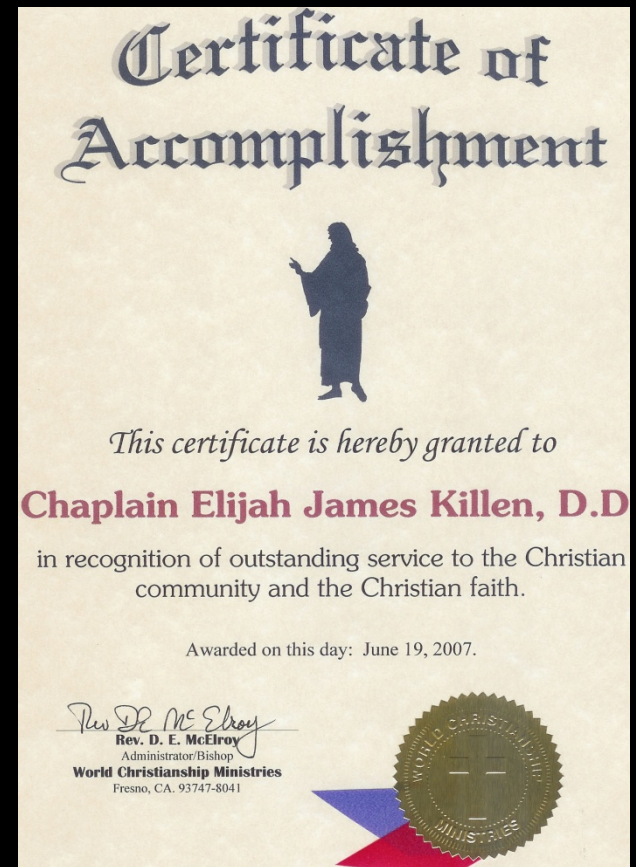 Certificate of
Accomplishment
This certificate is hereby granted to
Chaplain Elijah James Killen, D.D
in recognition of outstanding service to the Christian
community and the Christian faith.
Awarded on this day: June 19, 2007.
Rev DE McElroy
Rev. D. E. McElroy
Administrator/Bishop
World Christianship Ministries
Fresno, CA. 93747-8041
WORLD CHRISTIANSHIP
MINISTRIES